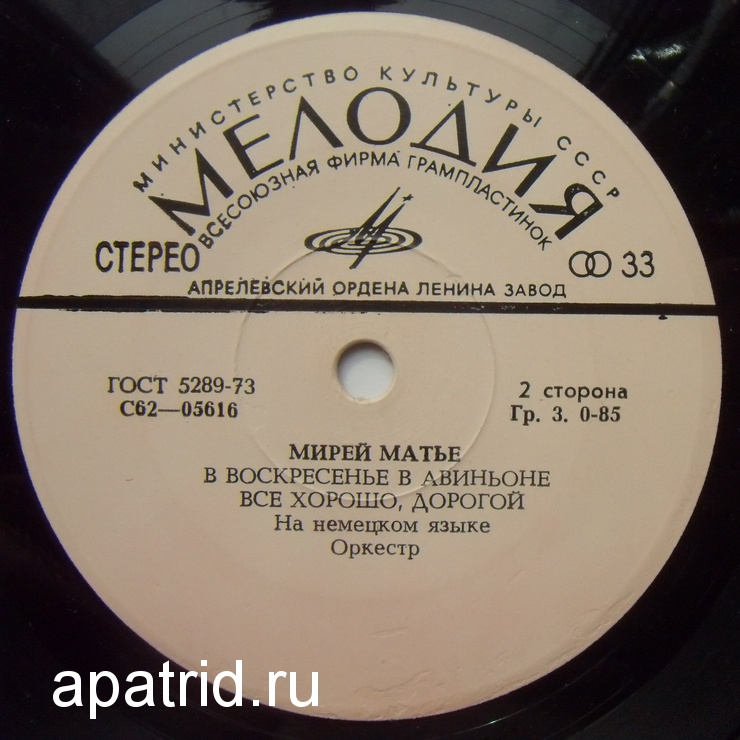 МИНИСТЕРСТВО КУЛЬТУРЫ СССР
МЕЛОДИЯ
ВСЕСОЮЗНАЯ ФИРМА ГРАМПЛАСТИНОК
СТЕРЕО
33
АПРЕЛЕВСКИЙ ОРДЕНА ЛЕНИНА ЗАВОД
ГОСТ 5289-73
С62—05616
2 сторона
Гр. 3. 0-85
МИРЕЙ МАТЬЕ
В ВОСКРЕСЕНЬЕ В АВИНЬОНЕ
ВСЕ ХОРОШО, ДОРОГОЙ
На немецком языке
Оркестр
apatrid.ru